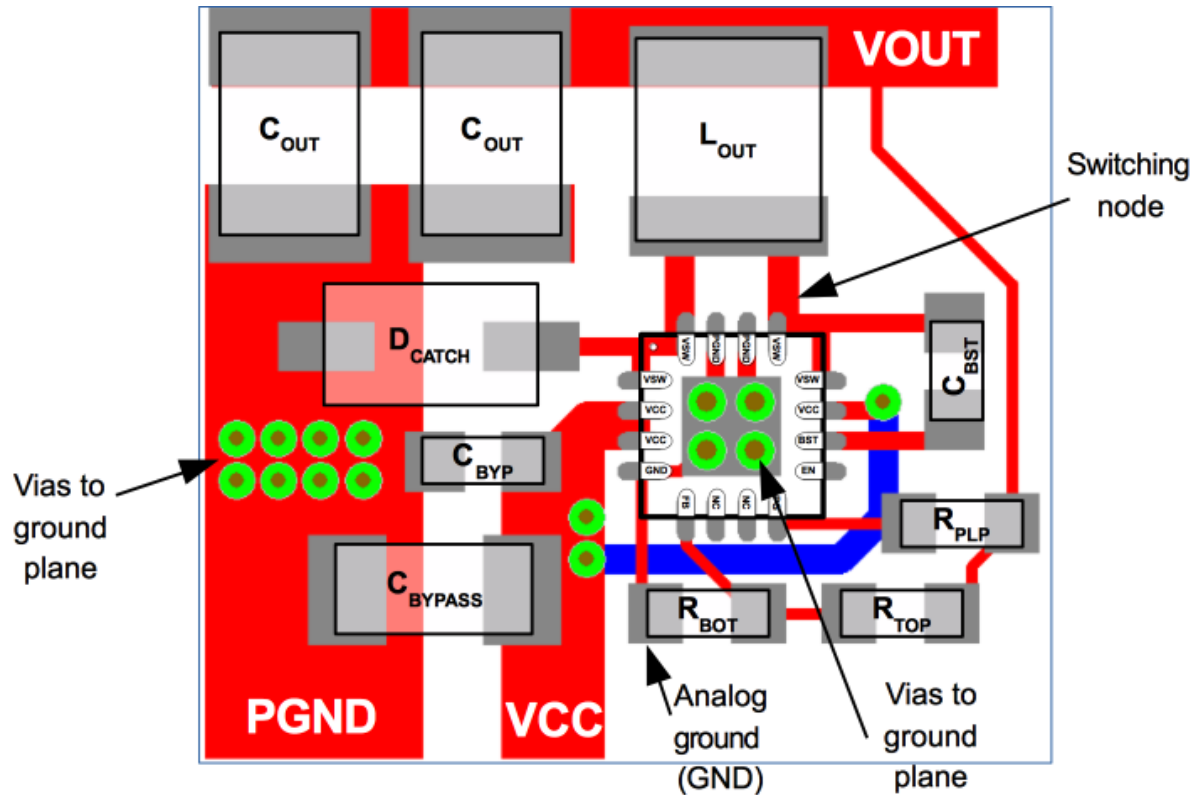 VOUT
COUT
COUT
LOUT
Switching
node
DCATCH
VSW
PGND
PGND
VSW
CBST
VSW
VSW
VCC
VCC
VCC
BST
GND
EN
CBYP
Vias to
ground
plane
FB
NC
NC
RPLP
CBYPASS
RBOT
RTOP
PGND
VCC
Analog
ground
(GND)
Vias to
ground
plane